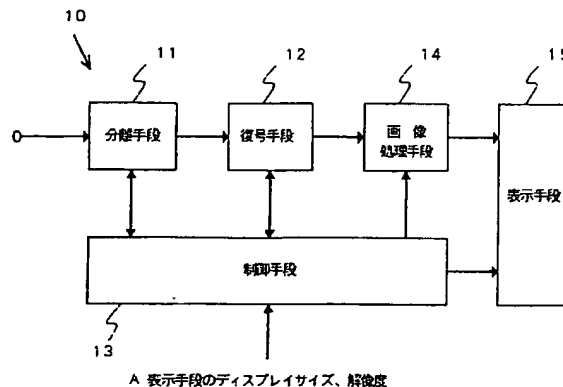 10
11
12
14
15
分離手段
復号手段
画 像
処理手段
表示手段
制御手段
13
A 表示手段のディスプレイサイズ、解像度